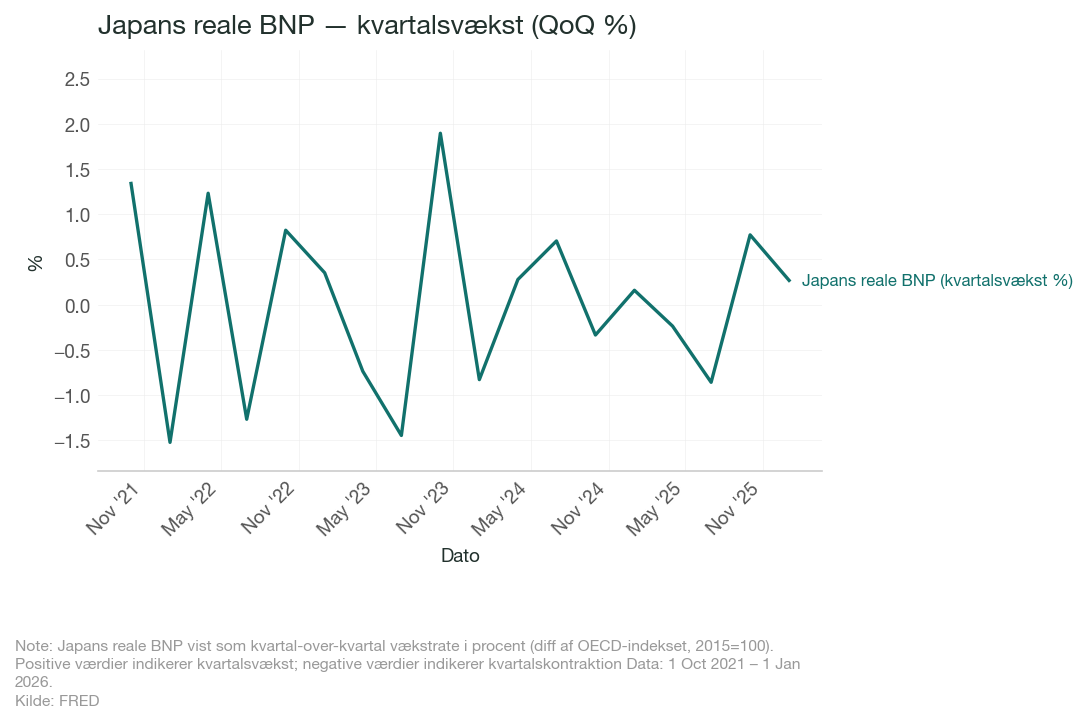 Japans reale BNP — kvartalsvækst (QoQ %)
2.5
2.0
1.5
1.0
0.5
0.0
−0.5
−1.0
−1.5
%
Japans reale BNP (kvartalsvækst %)
Nov '21
May '22
Nov '22
May '23
Nov '23
May '24
Nov '24
May '25
Nov '25
Dato
Note: Japans reale BNP vist som kvartal-over-kvartal vækstrate i procent (diff af OECD-indekset, 2015=100).
Positive værdier indikerer kvartalsvækst; negative værdier indikerer kvartalskontraktion Data: 1 Oct 2021 – 1 Jan
2026.
Kilde: FRED